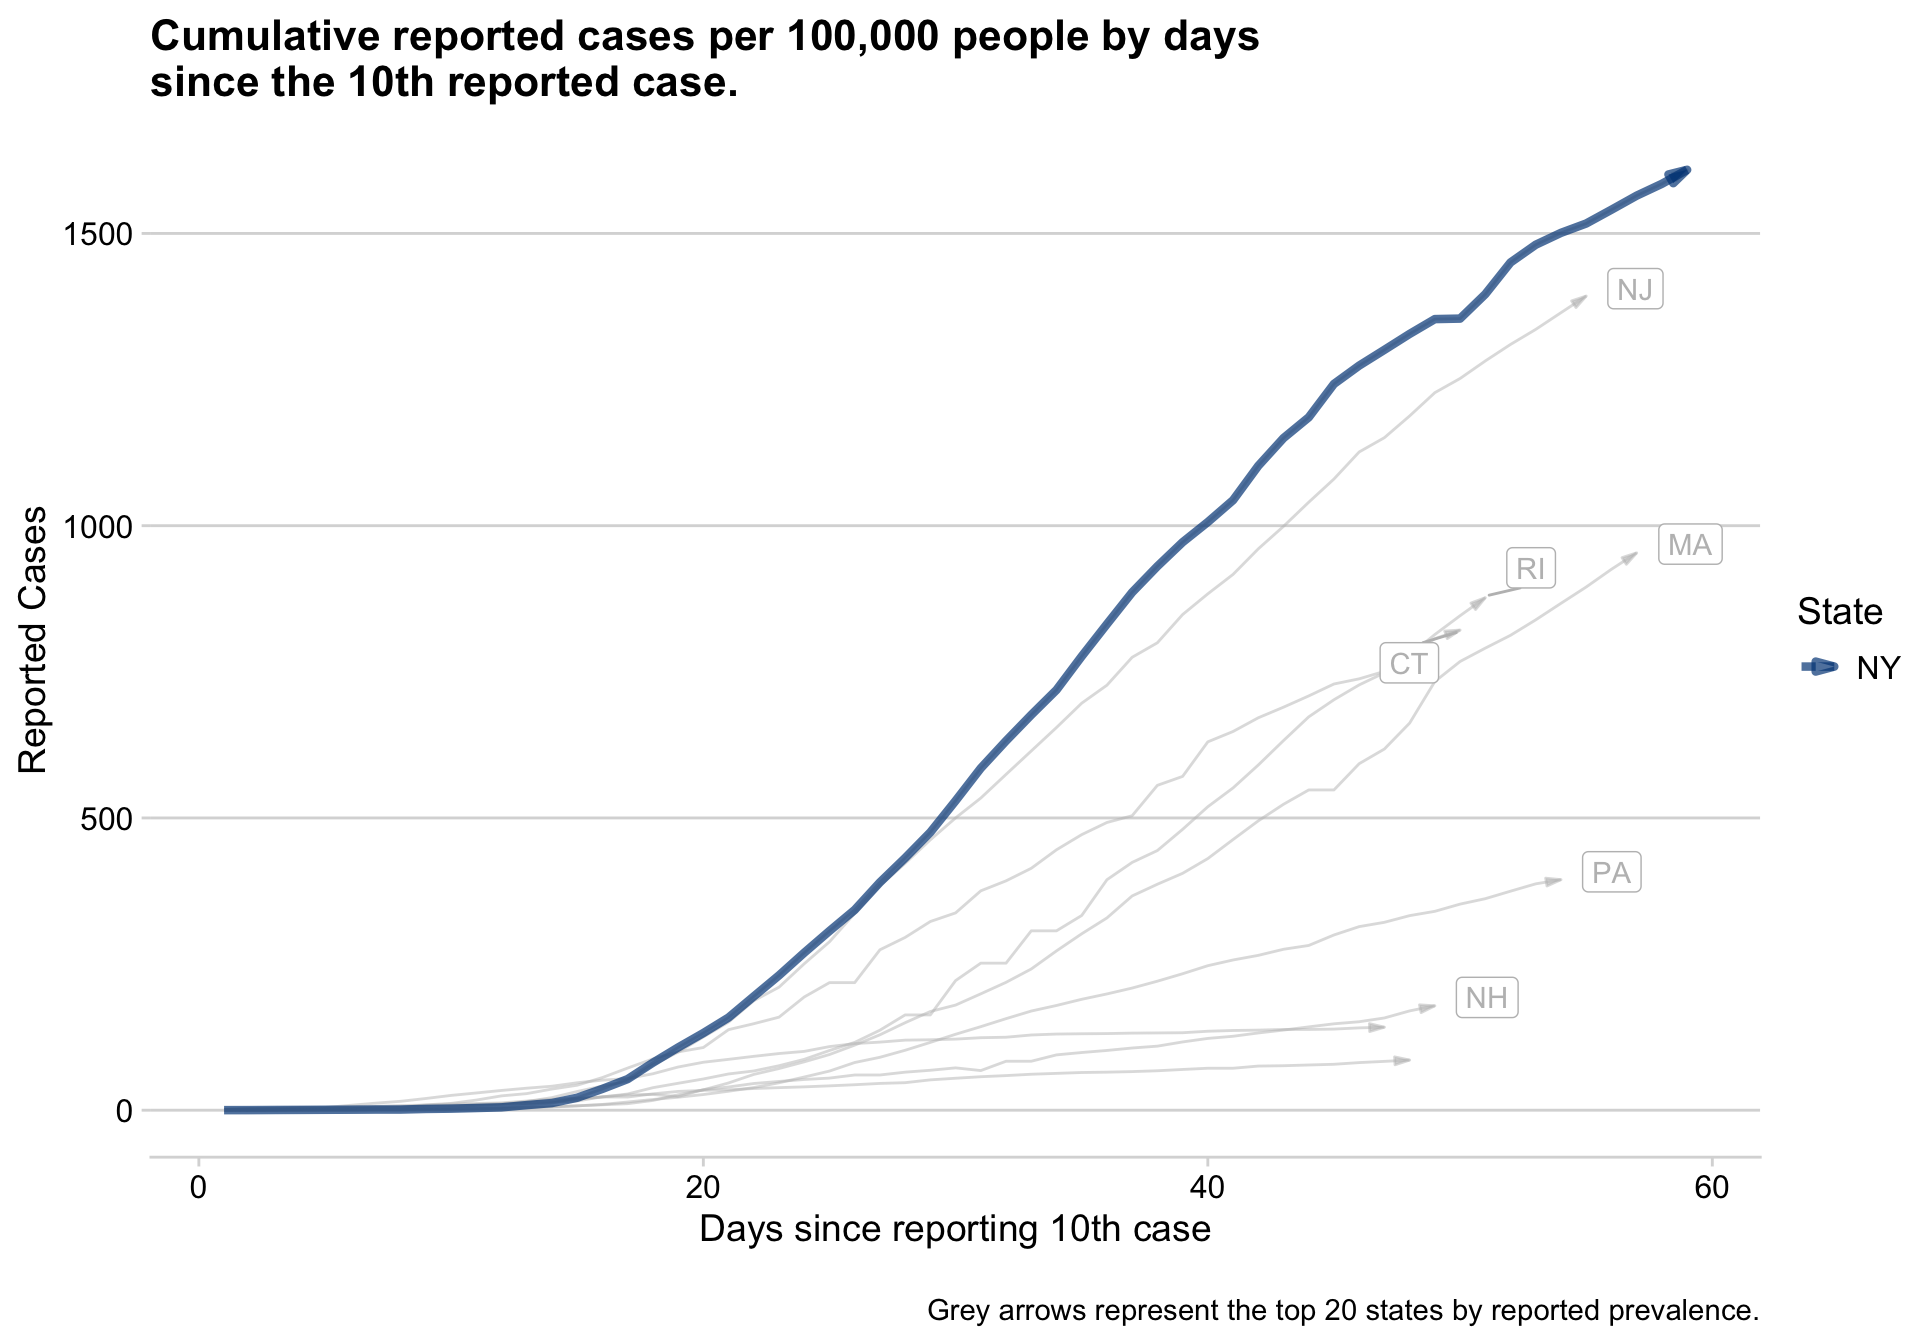 Cumulative reported cases per 100,000 people by days
since the 10th reported case.
1500
1000
500
0
Reported Cases
NJ
MA
RI
CT
PA
NH
State
NY
0
20
40
60
Days since reporting 10th case
Grey arrows represent the top 20 states by reported prevalence.